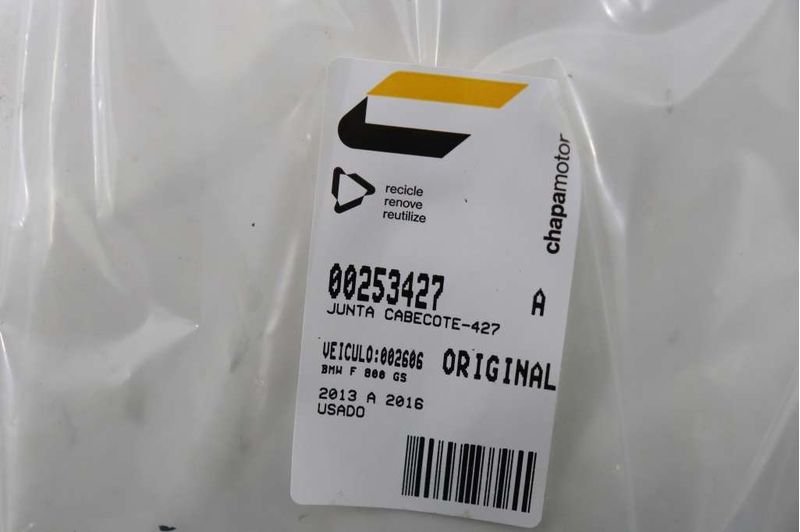 recicle
renove
reutilize
chapamotor
00253427 A
JUNTA CABECOTE-427
VEICULO:002606 ORIGINAL
BMW F 800 GS
2013 A 2016
USADO